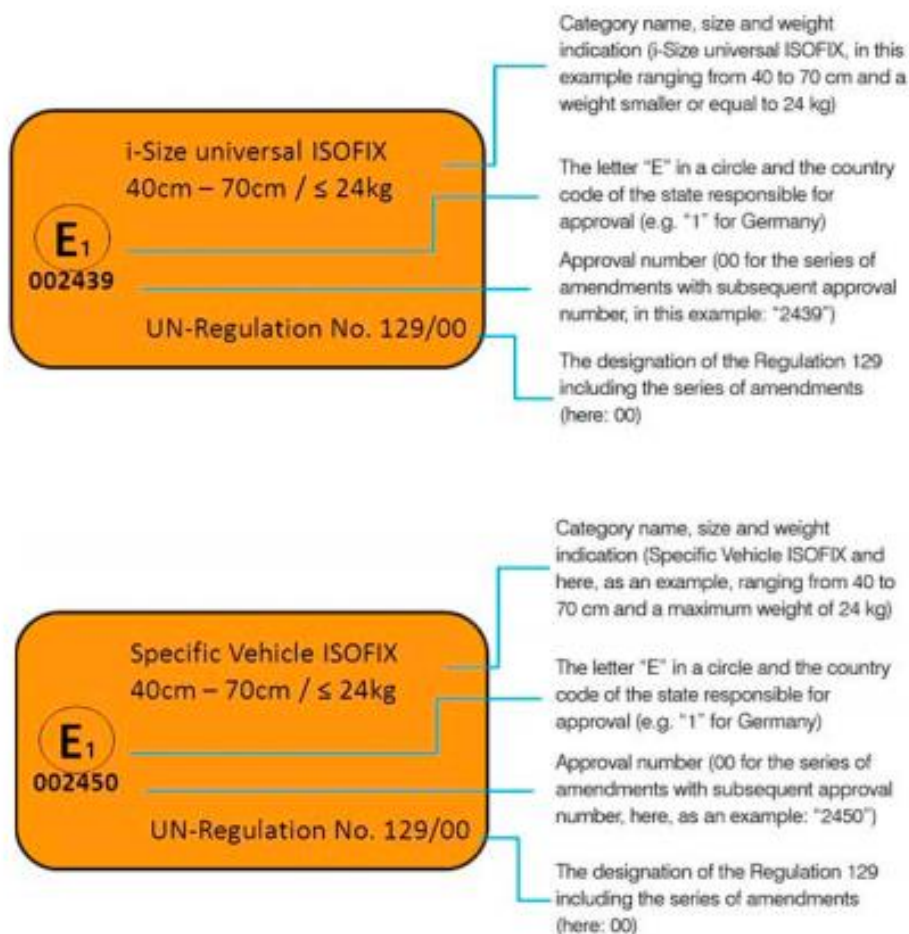 Category name, size and weight
indication (i-Size universal ISOFIX, in this
example ranging from 40 to 70 cm and a
weight smaller or equal to 24 kg)
i-Size universal ISOFIX
40cm – 70cm / ≤ 24kg
The letter "E" in a circle and the country
code of the state responsible for
approval (e.g. "1" for Germany)
E1
002439
Approval number (00 for the series of
amendments with subsequent approval
number, in this example: "2439")
UN-Regulation No. 129/00
The designation of the Regulation 129
including the series of amendments
(here: 00)
Category name, size and weight
indication (Specific Vehicle ISOFIX and
here, as an example, ranging from 40 to
70 cm and a maximum weight of 24 kg)
Specific Vehicle ISOFIX
40cm – 70cm / ≤ 24kg
The letter "E" in a circle and the country
code of the state responsible for
approval (e.g. "1" for Germany)
E1
002450
Approval number (00 for the series of
amendments with subsequent approval
number, here, as an example: "2450")
UN-Regulation No. 129/00
The designation of the Regulation 129
including the series of amendments
(here: 00)